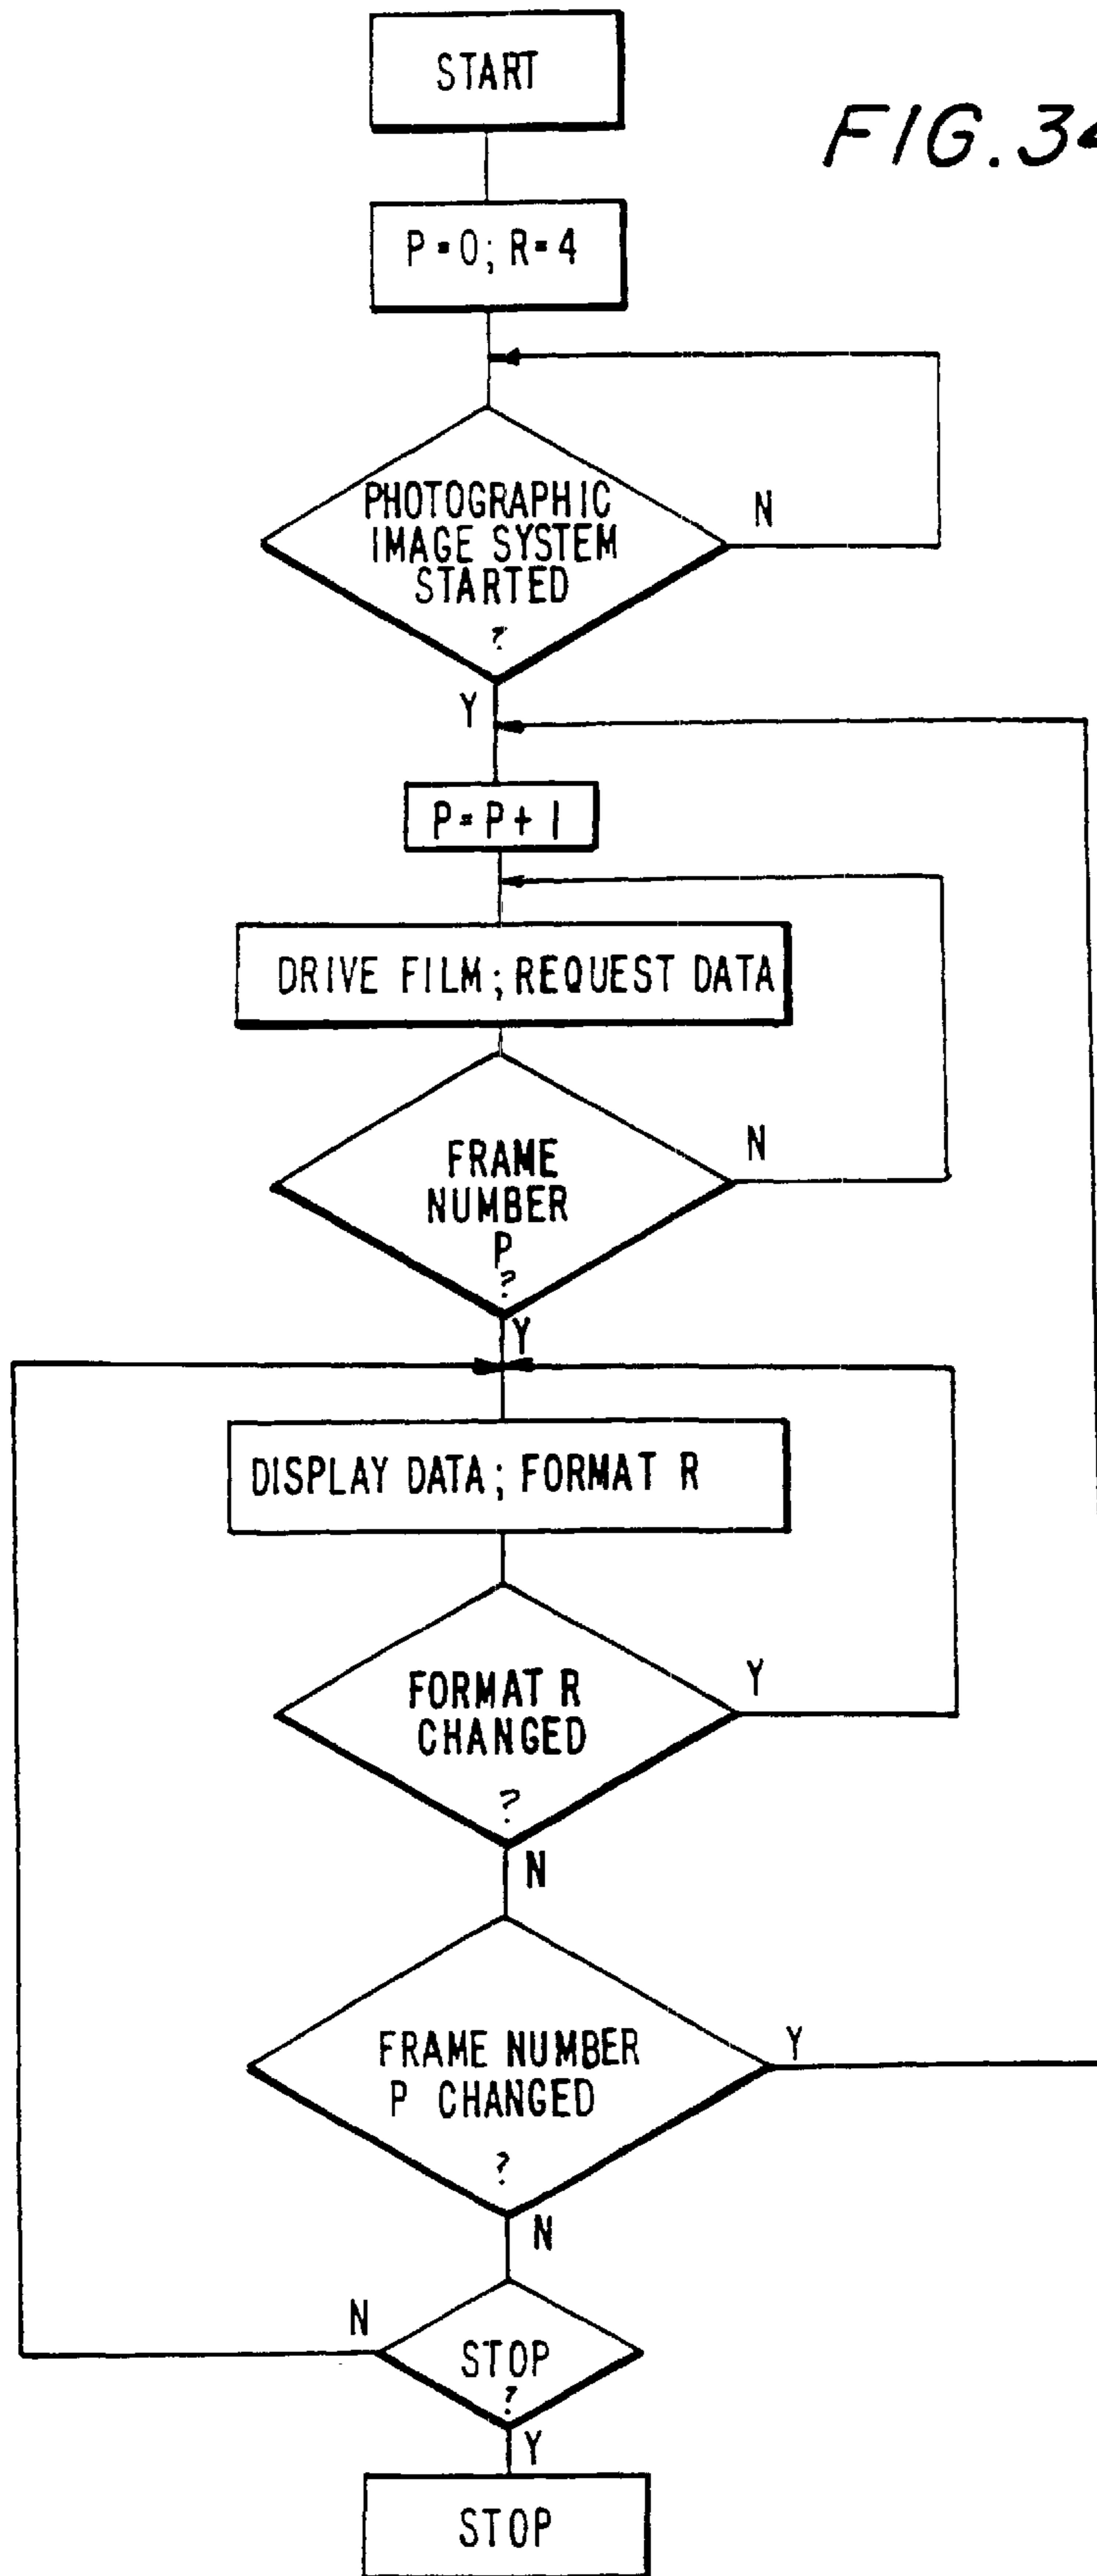 START
FIG. 34
P=0; R=4
PHOTOGRAPHIC
IMAGE SYSTEM
STARTED
?
N
Y
P=P+1
DRIVE FILM; REQUEST DATA
FRAME
NUMBER
P
?
N
Y
DISPLAY DATA; FORMAT R
FORMAT R
CHANGED
?
Y
N
FRAME NUMBER
P CHANGED
?
Y
N
STOP
?
N
Y
STOP